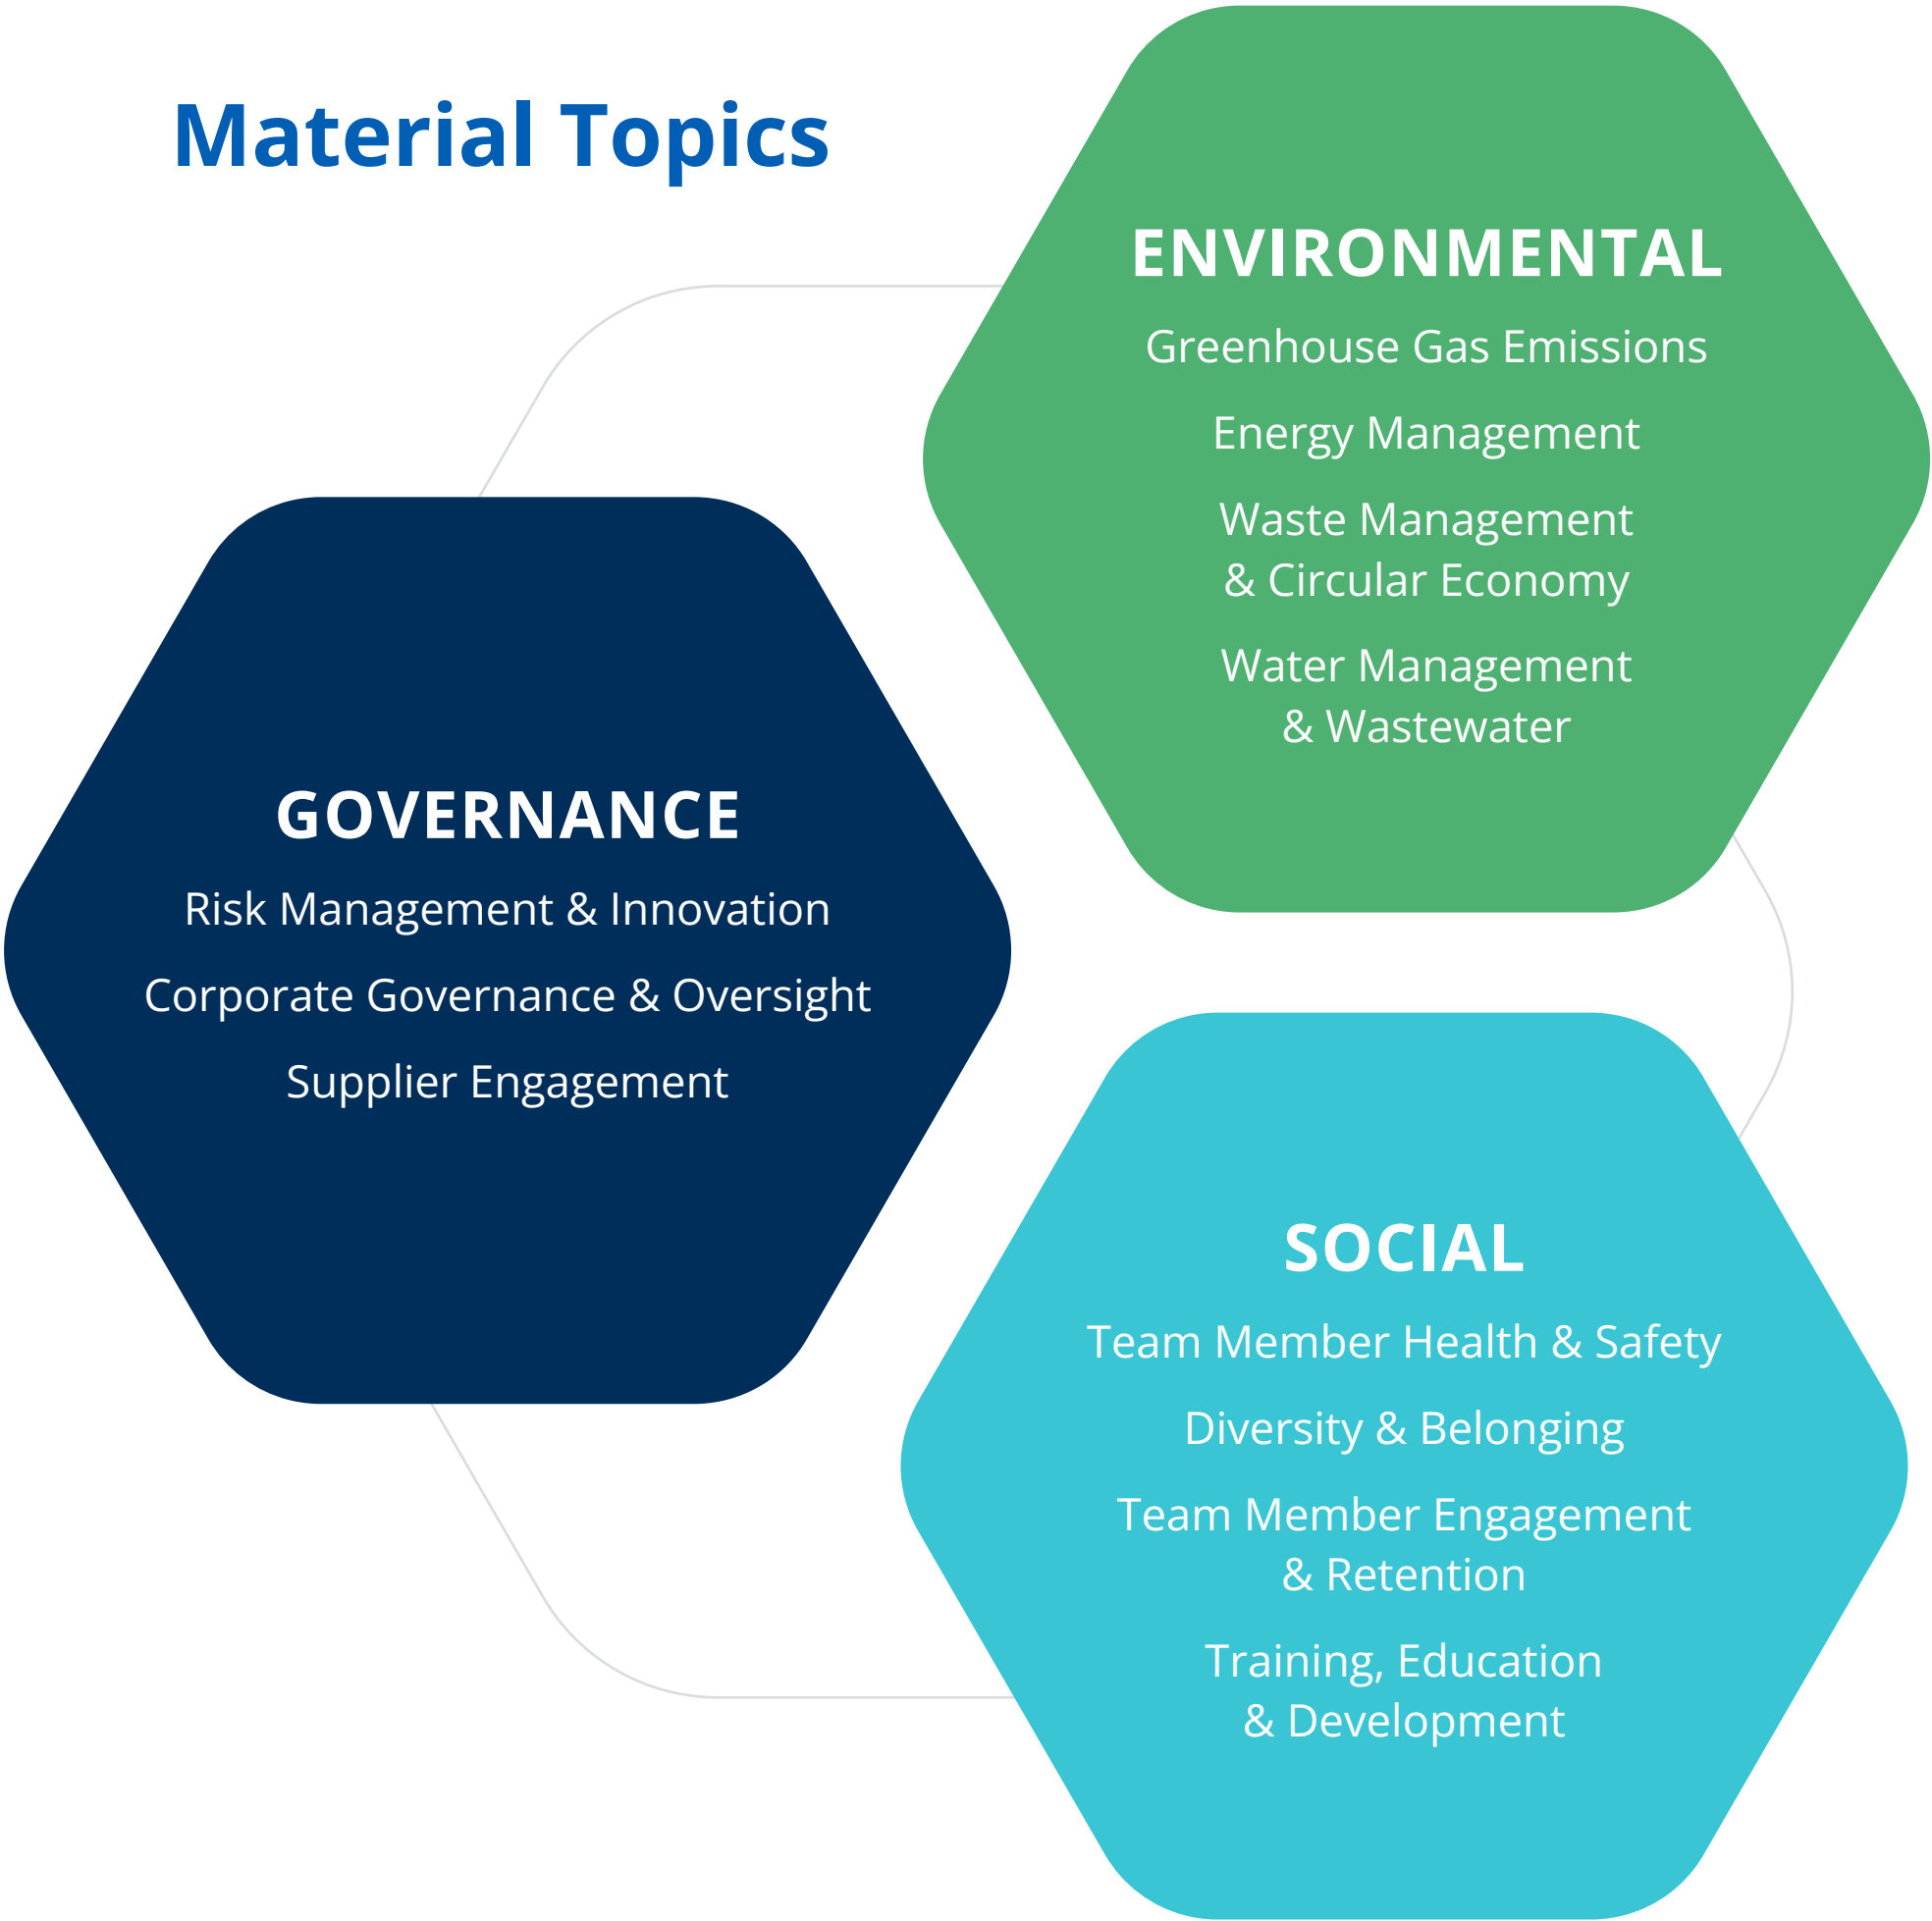 Material Topics
ENVIRONMENTAL
Greenhouse Gas Emissions
Energy Management
Waste Management
& Circular Economy
Water Management
& Wastewater
GOVERNANCE
Risk Management & Innovation
Corporate Governance & Oversight
Supplier Engagement
SOCIAL
Team Member Health & Safety
Diversity & Belonging
Team Member Engagement
& Retention
Training, Education
& Development